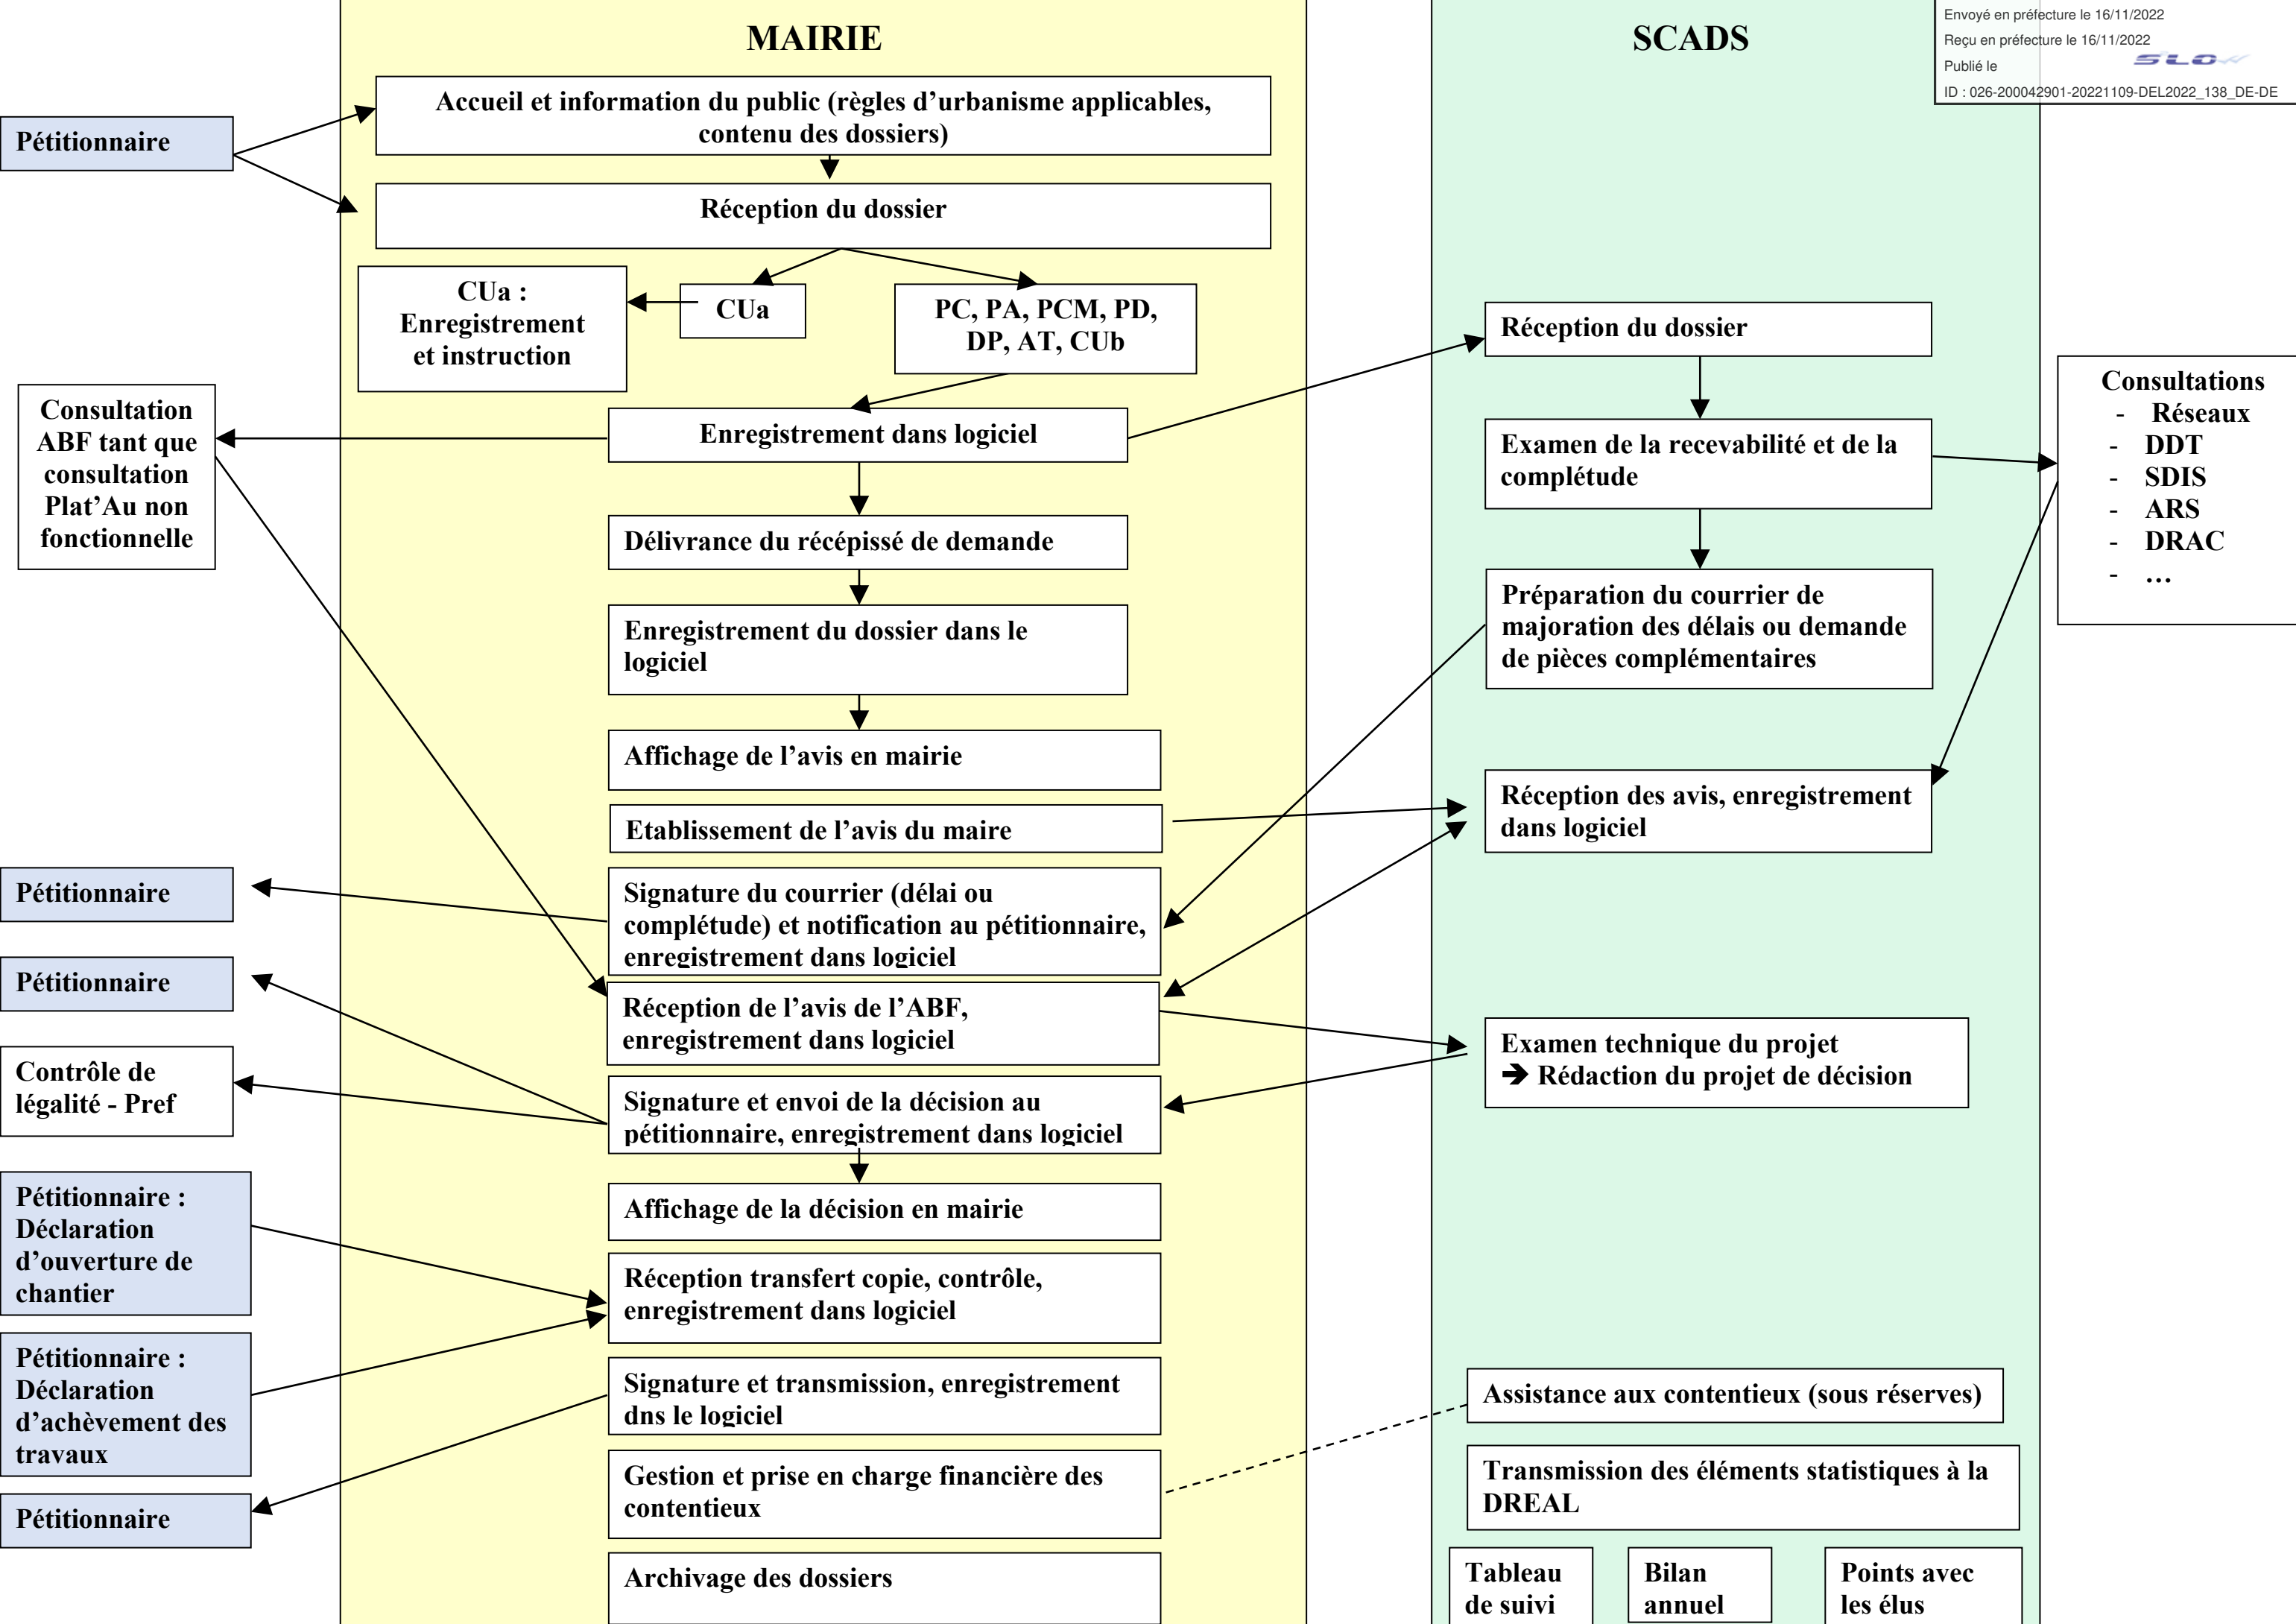 MAIRIE
SCADS
Envoyé en préfecture le 16/11/2022
Reçu en préfecture le 16/11/2022
Publié le
SLOW
ID : 026-200042901-20221109-DEL2022_138_DE-DE
Pétitionnaire
Accueil et information du public (règles d’urbanisme applicables,
contenu des dossiers)
Réception du dossier
CUa :
Enregistrement
et instruction
CUa
PC, PA, PCM, PD,
DP, AT, CUb
Réception du dossier
Consultation
ABF tant que
consultation
Plat’Au non
fonctionnelle
Enregistrement dans logiciel
Examen de la recevabilité et de la
complétude
Consultations
- Réseaux
- DDT
- SDIS
- ARS
- DRAC
- …
Délivrance du récépissé de demande
Préparation du courrier de
majoration des délais ou demande
de pièces complémentaires
Enregistrement du dossier dans le
logiciel
Affichage de l’avis en mairie
Réception des avis, enregistrement
dans logiciel
Etablissement de l’avis du maire
Pétitionnaire
Signature du courrier (délai ou
complétude) et notification au pétitionnaire,
enregistrement dans logiciel
Pétitionnaire
Réception de l’avis de l’ABF,
enregistrement dans logiciel
Examen technique du projet
➔ Rédaction du projet de décision
Contrôle de
légalité - Pref
Signature et envoi de la décision au
pétitionnaire, enregistrement dans logiciel
Pétitionnaire :
Déclaration
d’ouverture de
chantier
Affichage de la décision en mairie
Réception transfert copie, contrôle,
enregistrement dans logiciel
Pétitionnaire :
Déclaration
d’achèvement des
travaux
Signature et transmission, enregistrement
dns le logiciel
Assistance aux contentieux (sous réserves)
Gestion et prise en charge financière des
contentieux
Transmission des éléments statistiques à la
DREAL
Pétitionnaire
Archivage des dossiers
Tableau
de suivi
Bilan
annuel
Points avec
les élus